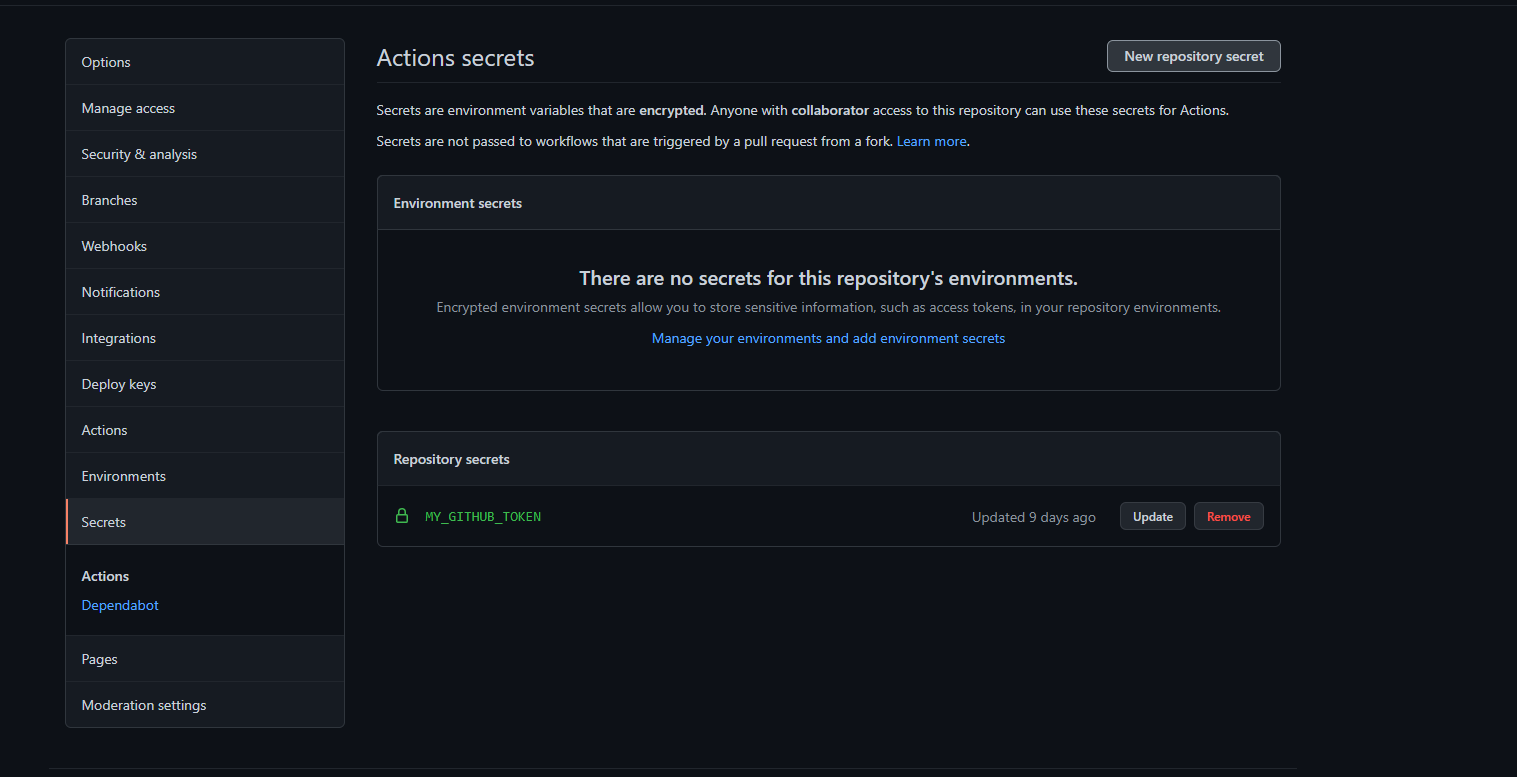 Options
Manage access
Security & analysis
Branches
Webhooks
Notifications
Integrations
Deploy keys
Actions
Environments
Secrets
Actions
Dependabot
Pages
Moderation settings
Actions secrets
New repository secret
Secrets are environment variables that are encrypted. Anyone with collaborator access to this repository can use these secrets for Actions.
Secrets are not passed to workflows that are triggered by a pull request from a fork. Learn more.
Environment secrets
There are no secrets for this repository's environments.
Encrypted environment secrets allow you to store sensitive information, such as access tokens, in your repository environments.
Manage your environments and add environment secrets
Repository secrets
MY_GITHUB_TOKEN Updated 9 days ago Update Remove